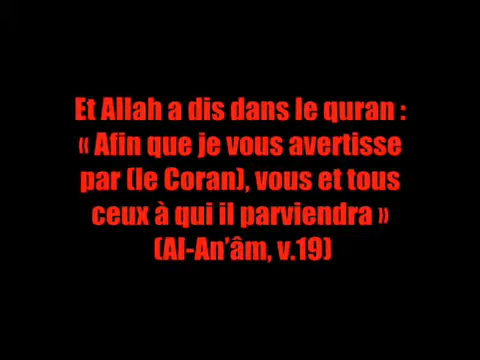 Et Allah a dis dans le quran :
« Afin que je vous avertisse
par (le Coran), vous et tous
ceux à qui il parviendra »
(Al-An’âm, v.19)